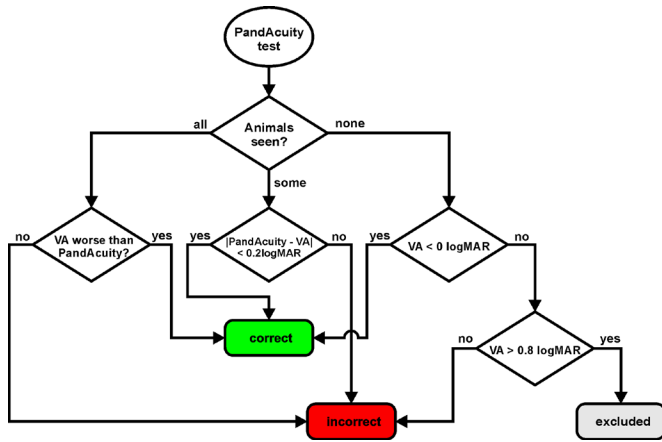 PandAcuity
test
Animals
seen?
all
none
some
no
VA worse than
PandAcuity?
yes
yes
|PandAcuity - VA|
< 0.2logMAR
no
yes
VA < 0 logMAR
no
correct
no
VA > 0.8 logMAR
yes
incorrect
excluded